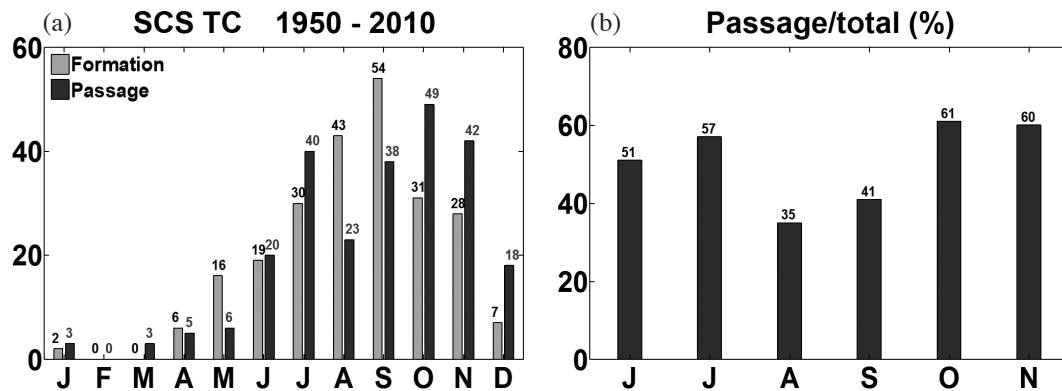 (a) SCS TC 1950 - 2010
60
40
20
0
Formation
Passage
2 3 0 0 0 3 6 5 16 6 19 20 30 40 43 23 54 38 31 49 28 42 7 18
J F M A M J J A S O N D
(b) Passage/total (%)
80
60
40
20
0
51 57 35 41 61 60
J J A S O N